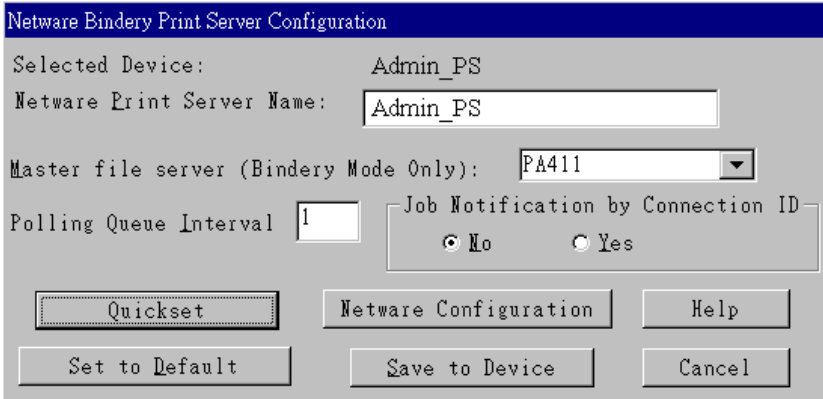 Netware Bindery Print Server Configuration
Selected Device: Admin_PS
Netware Print Server Name: Admin_PS
Master file server (Bindery Mode Only): PA411
Job Notification by Connection ID
Polling Queue Interval 1
No Yes
Quickset Netware Configuration Help
Set to Default Save to Device Cancel